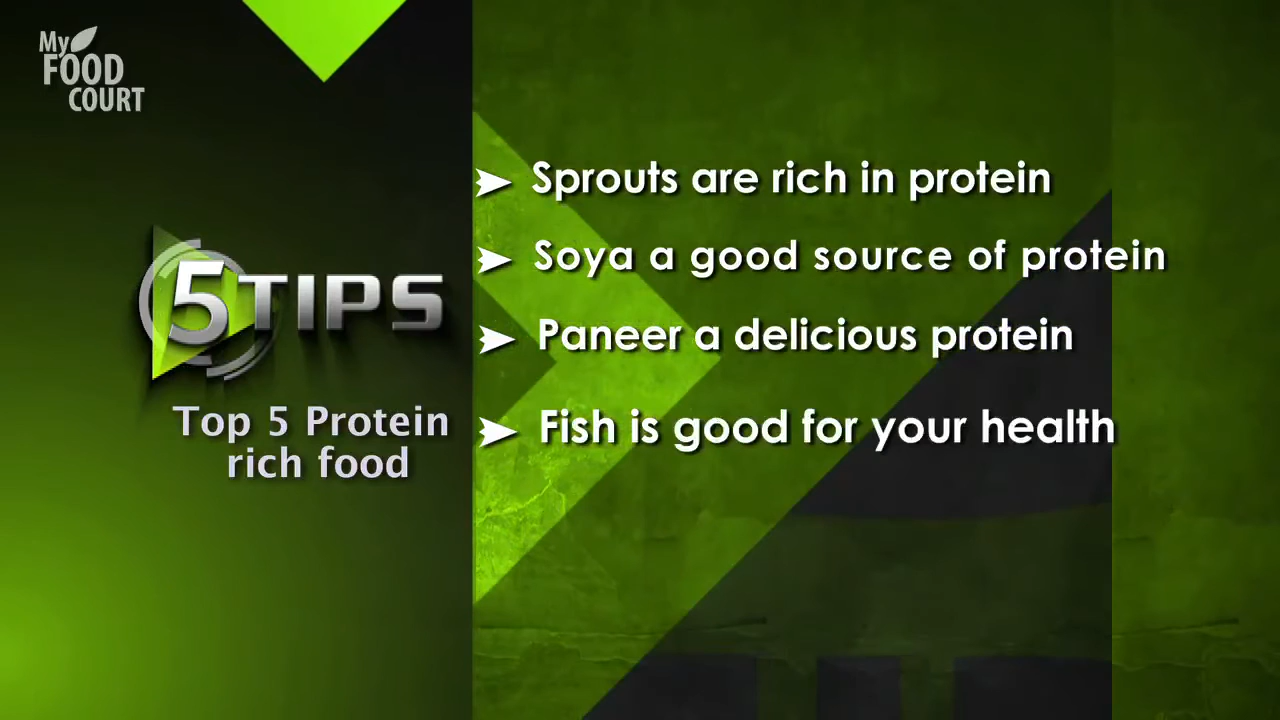 My
FOOD
COURT
5TIPS
Top 5 Protein
rich food
Sprouts are rich in protein
Soya a good source of protein
Paneer a delicious protein
Fish is good for your health